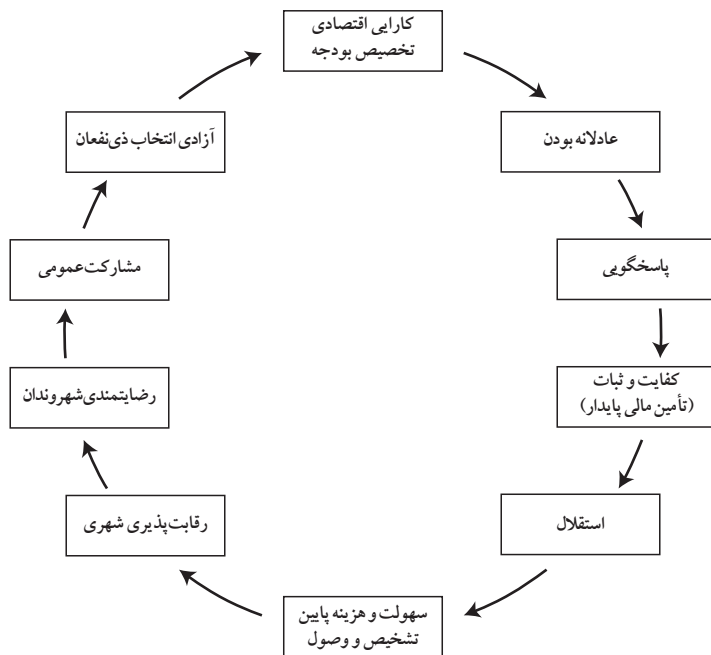 کارایی اقتصادی
تخصیص بودجه
عادلانه بودن
پاسخگویی
کفایت و ثبات
(تأمین مالی پایدار)
استقلال
سهولت و هزینه پایین
تشخیص و وصول
رقابت‌پذیری شهری
رضایتمندی شهروندان
مشارکت عمومی
آزادی انتخاب ذی‌نفعان